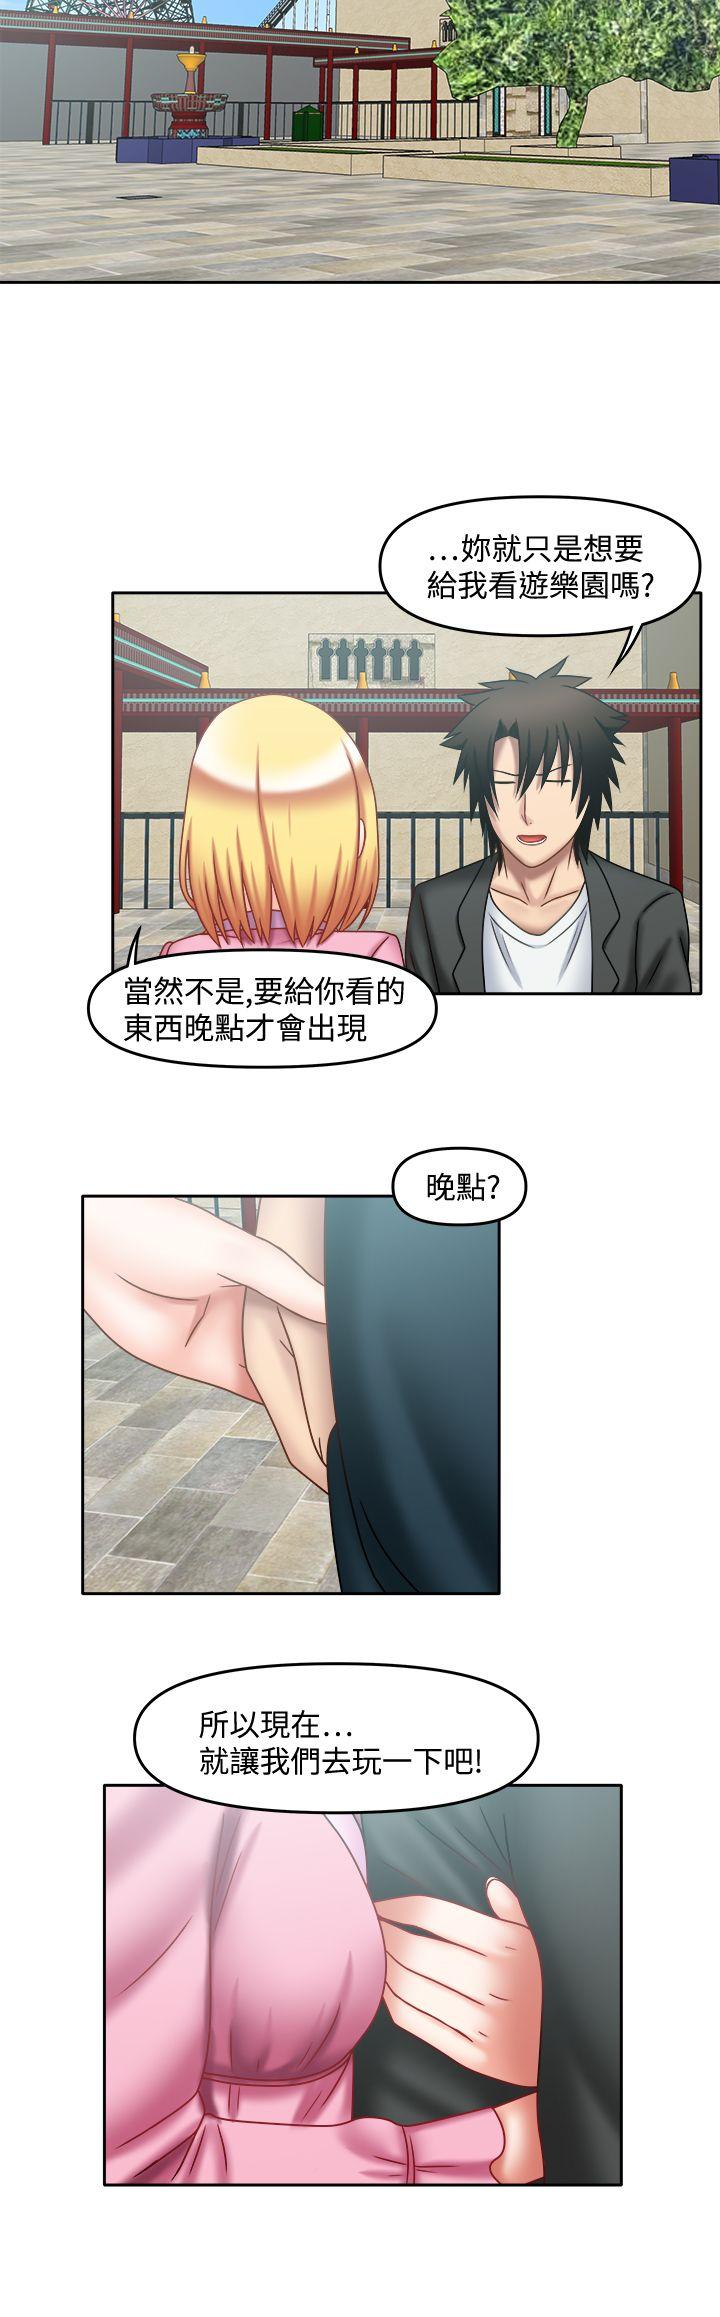 ...妳就只是想要
給我看遊樂園嗎?
當然不是,要給你看的
東西晚點才會出現
晚點?
所以現在...
就讓我們去玩一下吧!